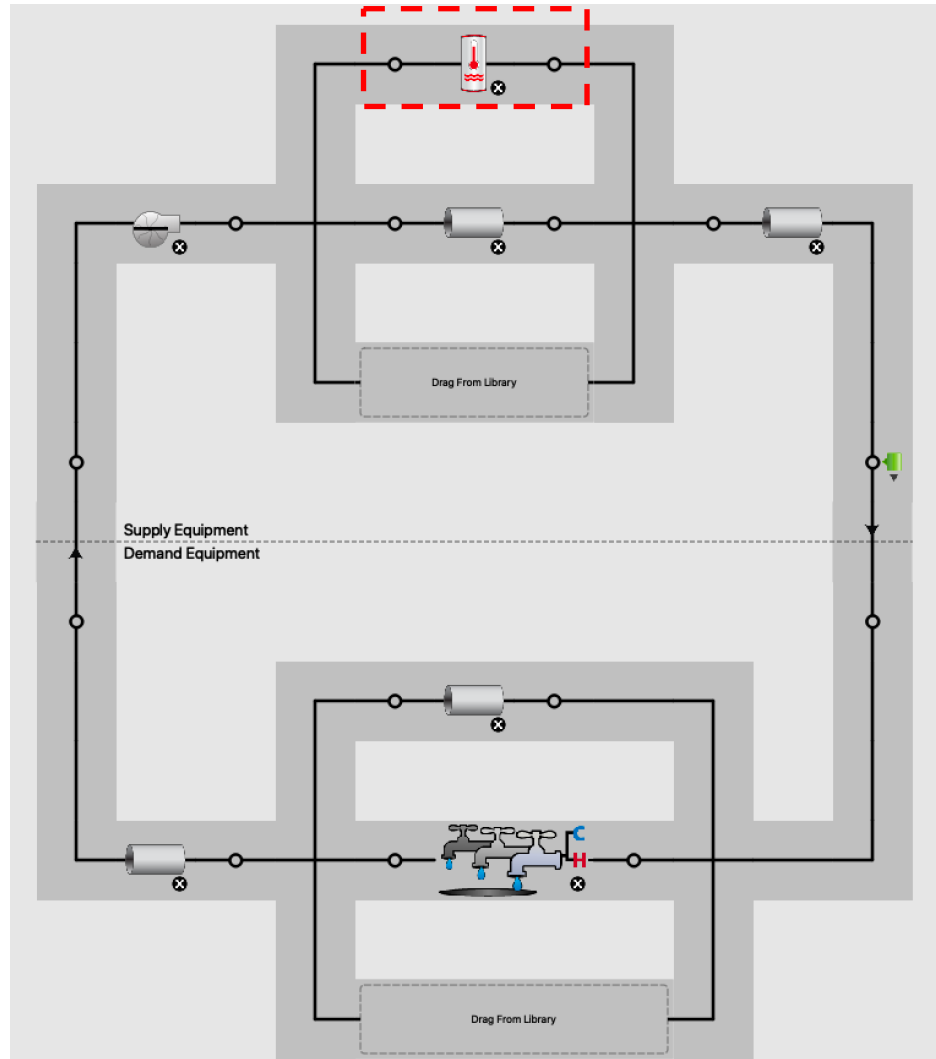 Drag From Library
Supply Equipment
Demand Equipment
C
H
Drag From Library